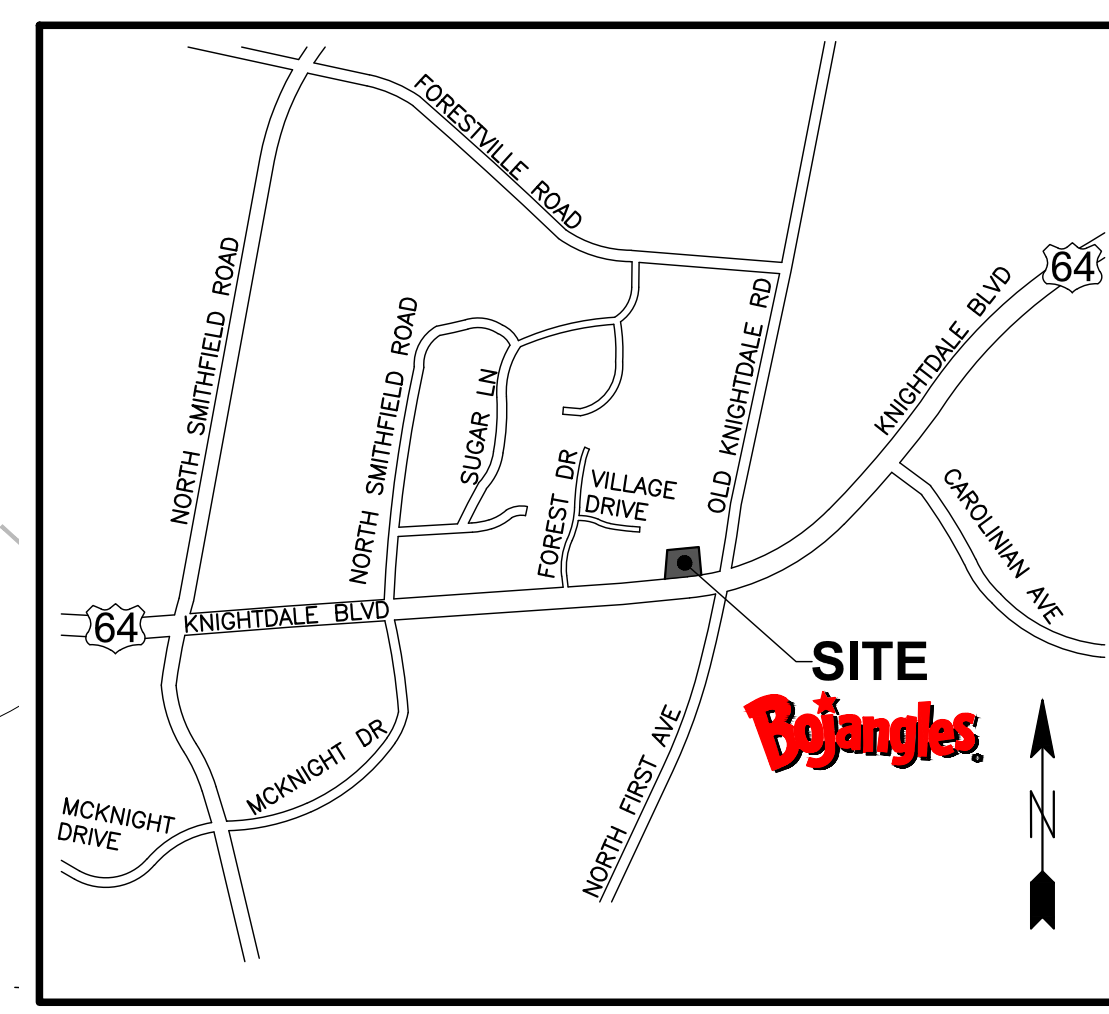 FORESTVILLE ROAD
NORTH SMITHFIELD ROAD
64
KNIGHTDALE BLVD
OLD KNIGHTDALE RD
NORTH SMITHFIELD ROAD
SUGAR LN
FOREST DR
VILLAGE
DRIVE
CAROLINIAN AVE
64
KNIGHTDALE BLVD
SITE
Bojangles
NORTH FIRST AVE
MCKNIGHT DR
MCKNIGHT
DRIVE
N